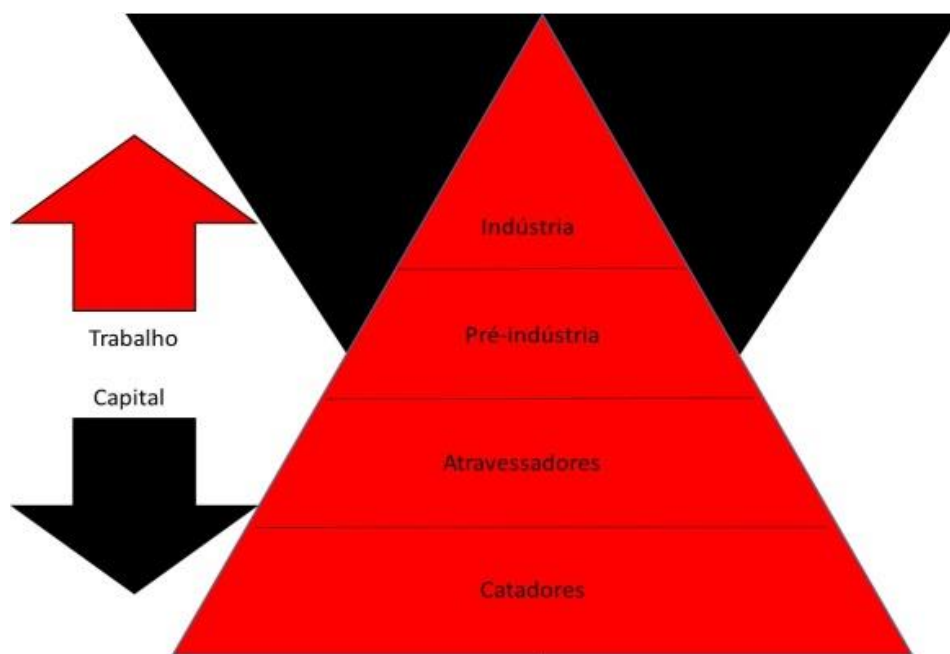 Indústria
Pré-indústria
Trabalho
Capital
Atravessadores
Catadores